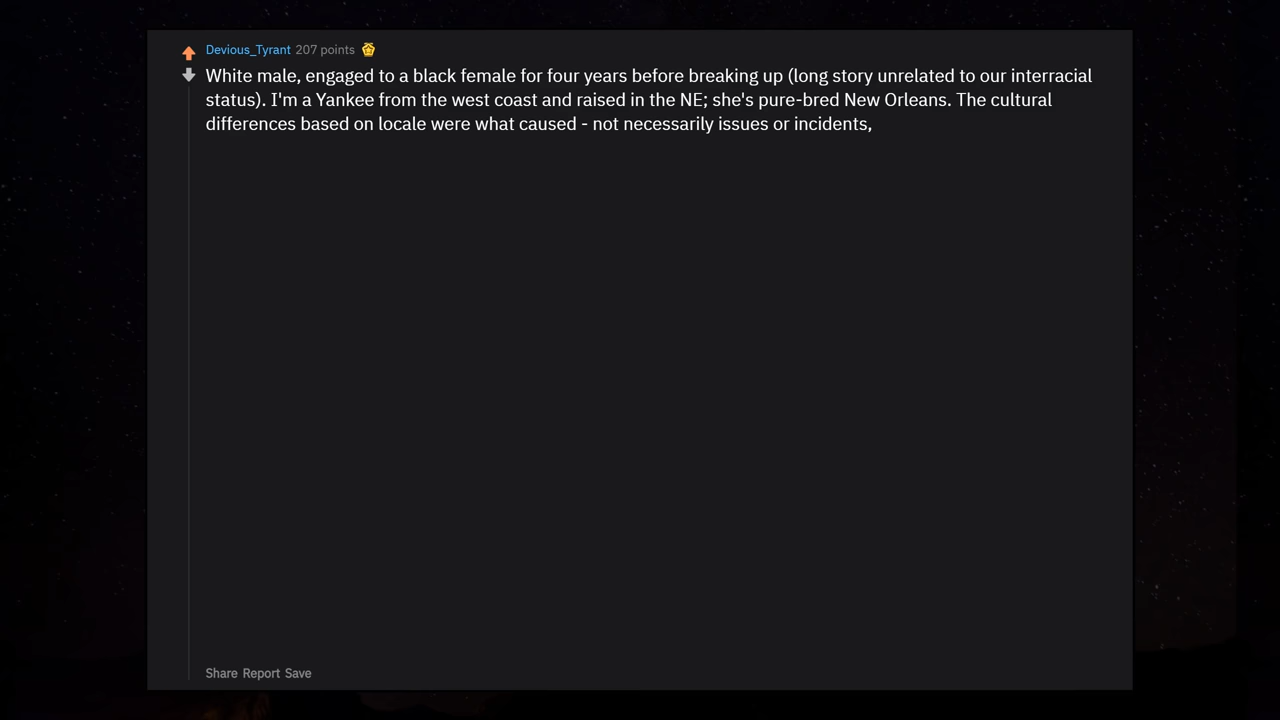 Devious_Tyrant 207 points
White male, engaged to a black female for four years before breaking up (long story unrelated to our interracial
status). I'm a Yankee from the west coast and raised in the NE; she's pure-bred New Orleans. The cultural
differences based on locale were what caused - not necessarily issues or incidents,
Share Report Save